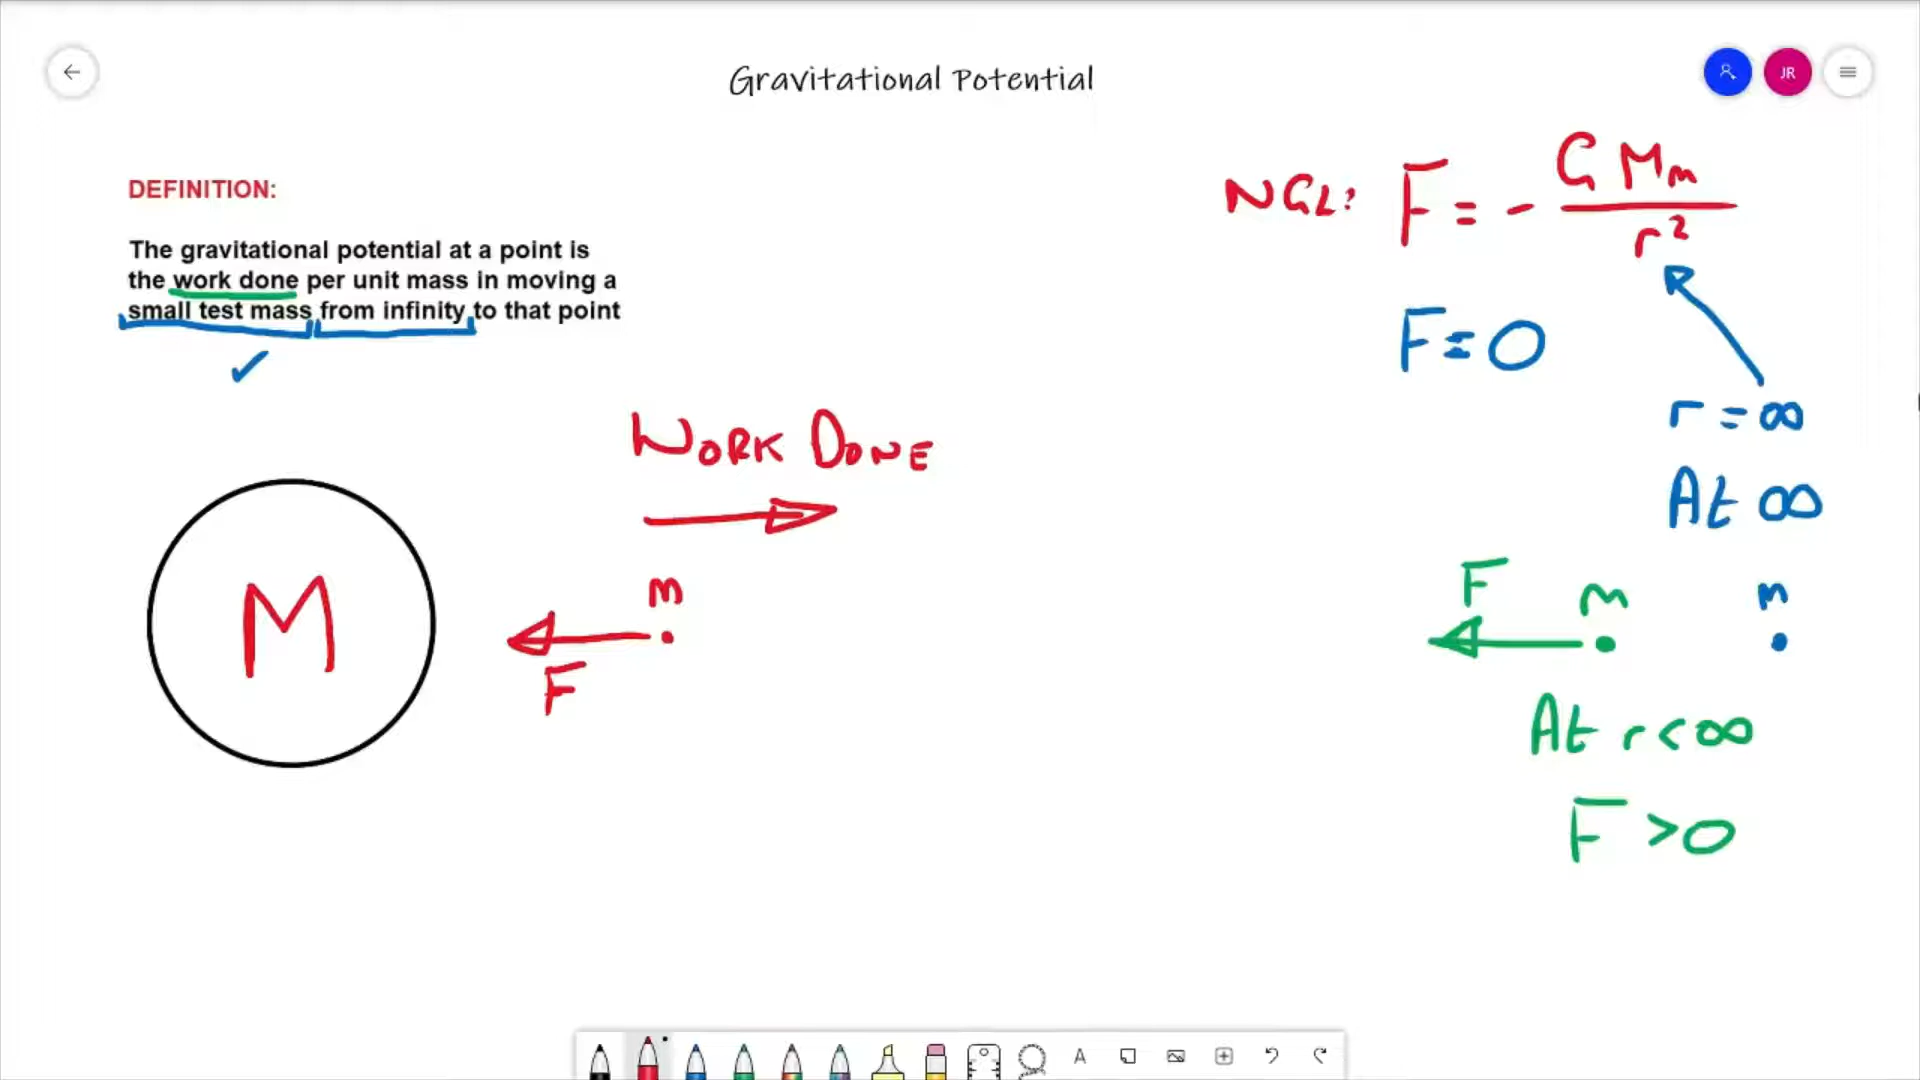 Gravitational Potential
JR
DEFINITION:
The gravitational potential at a point is
the work done per unit mass in moving a
small test mass from infinity to that point
NGL: F = - GMm / r²
F = 0
r = ∞
At ∞
WORK DONE
M
m
F
F
m
m
At r < ∞
F > 0
A